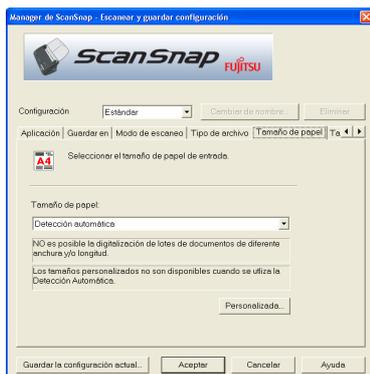 Manager de ScanSnap - Escanear y guardar configuración
ScanSnap
FUJITSU
Configuración
Estándar
Cambiar de nombre...
Eliminar
Aplicación
Guardar en
Modo de escaneo
Tipo de archivo
Tamaño de papel
Ta
A4
Seleccionar el tamaño de papel de entrada.
Tamaño de papel:
Detección automática
NO es posible la digitalización de lotes de documentos de diferente
anchura y/o longitud.
Los tamaños personalizados no son disponibles cuando se utliza la
Detección Automática.
Personalizada...
Guardar la configuración actual...
Aceptar
Cancelar
Ayuda